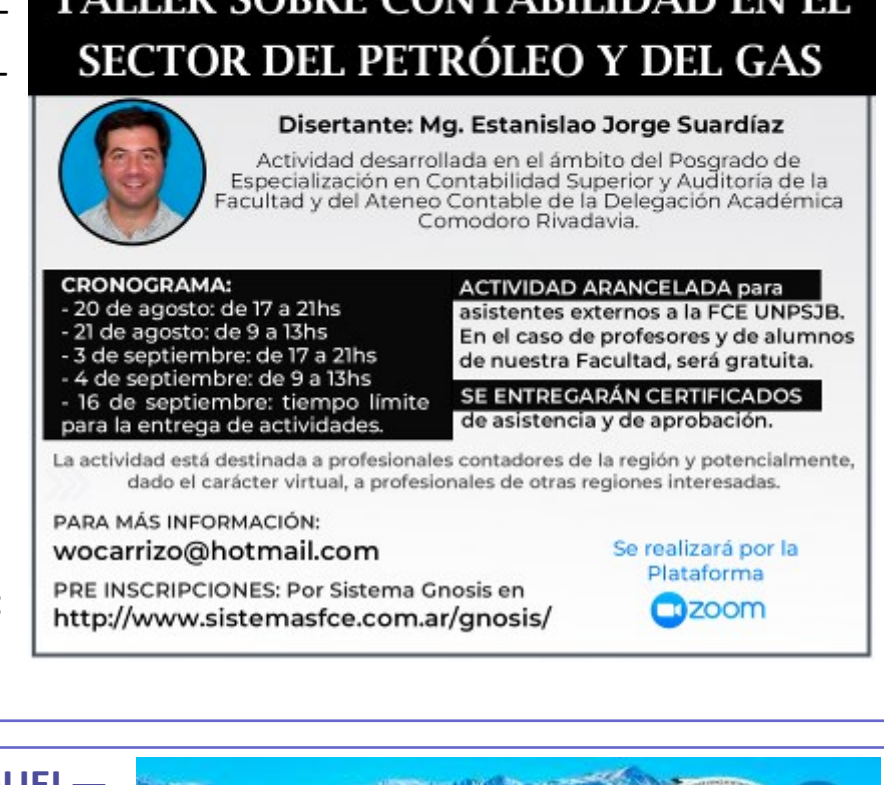 TALLER SOBRE CONTABILIDAD EN EL
SECTOR DEL PETRÓLEO Y DEL GAS
Disertante: Mg. Estanislao Jorge Suardíaz
Actividad desarrollada en el ámbito del Posgrado de
Especialización en Contabilidad Superior y Auditoría de la
Facultad y del Ateneo Contable de la Delegación Académica
Comodoro Rivadavia.
CRONOGRAMA:
- 20 de agosto: de 17 a 21hs
- 21 de agosto: de 9 a 13hs
- 3 de septiembre: de 17 a 21hs
- 4 de septiembre: de 9 a 13hs
- 16 de septiembre: tiempo límite
para la entrega de actividades.
ACTIVIDAD ARANCELADA para
asistentes externos a la FCE UNPSJB.
En el caso de profesores y de alumnos
de nuestra Facultad, será gratuita.
SE ENTREGARÁN CERTIFICADOS
de asistencia y de aprobación.
La actividad está destinada a profesionales contadores de la región y potencialmente,
dado el carácter virtual, a profesionales de otras regiones interesadas.
PARA MÁS INFORMACIÓN:
wocarrizo@hotmail.com
PRE INSCRIPCIONES: Por Sistema Gnosis en
http://www.sistemasfce.com.ar/gnosis/
Se realizará por la
Plataforma
zoom